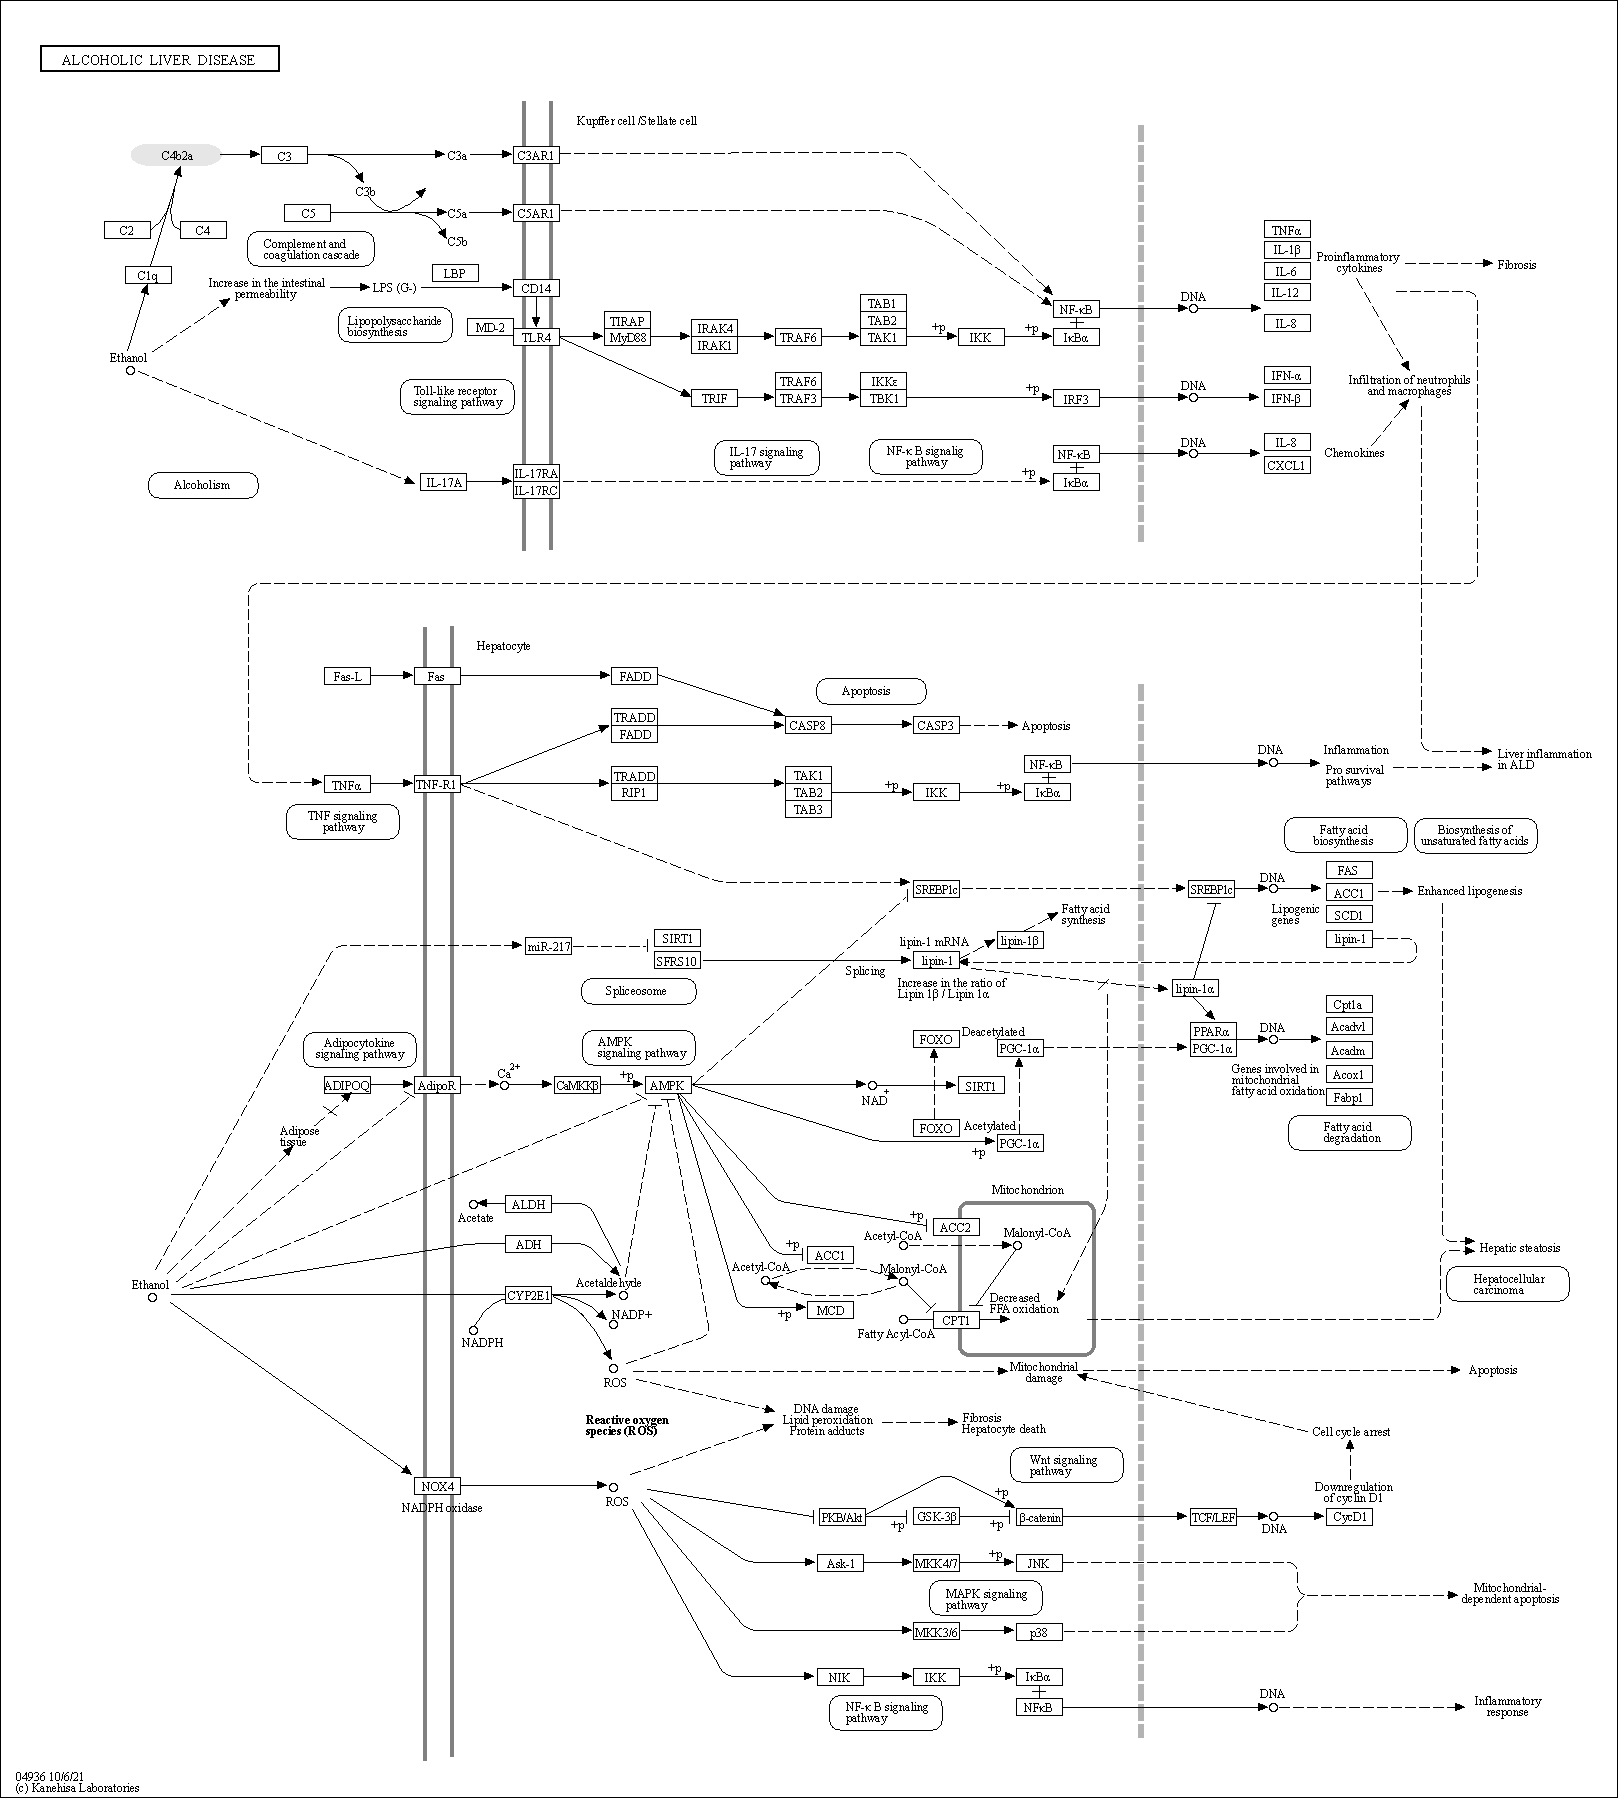 ALCOHOLIC LIVER DISEASE
Kupffer cell /Stellate cell
C4b2a
C3
C3a
C3AR1
C3b
C5
C5a
C5AR1
C5b
C2
C4
Complement and
coagulation cascade
C1q
LBP
Increase in the intestinal
permeability
LPS (G-)
CD14
Lipopolysaccharide
biosynthesis
MD-2
TLR4
TIRAP
MyD88
IRAK4
IRAK1
TRAF6
TAB1
TAB2
TAK1
+p
IKK
+p
NF-κB
IκBα
DNA
TNFα
IL-1β
IL-6
IL-12
IL-8
Proinflammatory
cytokines
Fibrosis
Ethanol
Toll-like receptor
signaling pathway
TRIF
TRAF6
TRAF3
IKKε
TBK1
+p
IRF3
DNA
IFN-α
IFN-β
Infiltration of neutrophils
and macrophages
IL-17 signaling
pathway
NF-κ B signalig
pathway
NF-κB
IκBα
+p
DNA
IL-8
CXCL1
Chemokines
Alcoholism
IL-17A
IL-17RA
IL-17RC
Hepatocyte
Fas-L
Fas
FADD
Apoptosis
TRADD
FADD
CASP8
CASP3
Apoptosis
TNFα
TNF-R1
TRADD
RIP1
TAK1
TAB2
TAB3
+p
IKK
+p
NF-κB
IκBα
DNA
Inflammation
Pro survival
pathways
Liver inflammation
in ALD
TNF signaling
pathway
Fatty acid
biosynthesis
Biosynthesis of
unsaturated fatty acids
SREBP1c
SREBP1c
DNA
FAS
ACC1
SCD1
lipin-1
Lipogenic
genes
Enhanced lipogenesis
miR-217
SIRT1
SFRS10
Splicing
lipin-1 mRNA
lipin-1
lipin-1β
Fatty acid
synthesis
Increase in the ratio of
Lipin 1β / Lipin 1α
lipin-1α
Spliceosome
Adipocytokine
signaling pathway
AMPK
signaling pathway
FOXO
Deacetylated
PGC-1α
PPARα
PGC-1α
DNA
Cpt1a
Acadvl
Acadm
Acox1
Fabp1
Genes involved in
mitochondrial
fatty acid oxidation
ADIPOQ
AdipoR
Ca2+
CaMKKβ
+p
AMPK
NAD+
SIRT1
FOXO
Acetylated
PGC-1α
+p
Fatty acid
degradation
Adipose
tissue
Mitochondrion
ALDH
Acetate
ADH
+p
ACC2
Acetyl-CoA
Malonyl-CoA
+p
ACC1
Acetyl-CoA
Malonyl-CoA
Hepatic steatosis
Ethanol
Acetaldehyde
CYP2E1
NADP+
NADPH
MCD
+p
Decreased
FFA oxidation
CPT1
Fatty Acyl-CoA
Hepatocellular
carcinoma
ROS
Mitochondrial
damage
Apoptosis
Reactive oxygen
species (ROS)
DNA damage
Lipid peroxidation
Protein adducts
Fibrosis
Hepatocyte death
Cell cycle arrest
Wnt signaling
pathway
NOX4
NADPH oxidase
ROS
Downregulation
of cyclin D1
PKB/Akt
+p
GSK-3β
+p
+p
β-catenin
TCF/LEF
DNA
CycD1
Ask-1
MKK4/7
+p
JNK
MAPK signaling
pathway
Mitochondrial-
dependent apoptosis
MKK3/6
p38
NIK
IKK
+p
IκBα
NFκB
DNA
Inflammatory
response
NF-κ B signaling
pathway
04936 10/6/21
(c) Kanehisa Laboratories